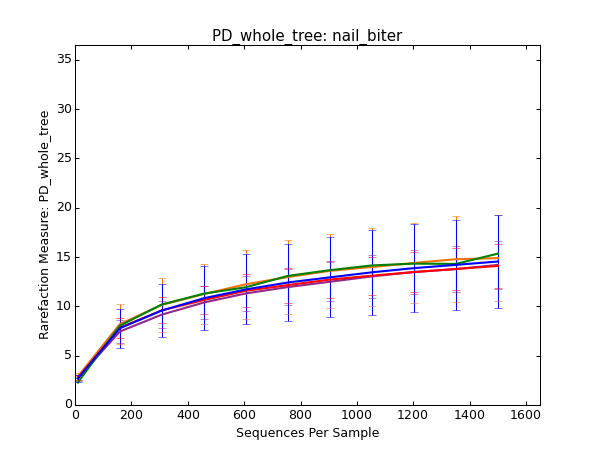 PD_whole_tree: nail_biter
Rarefaction Measure: PD_whole_tree
35
30
25
20
15
10
5
0
0 200 400 600 800 1000 1200 1400 1600
Sequences Per Sample